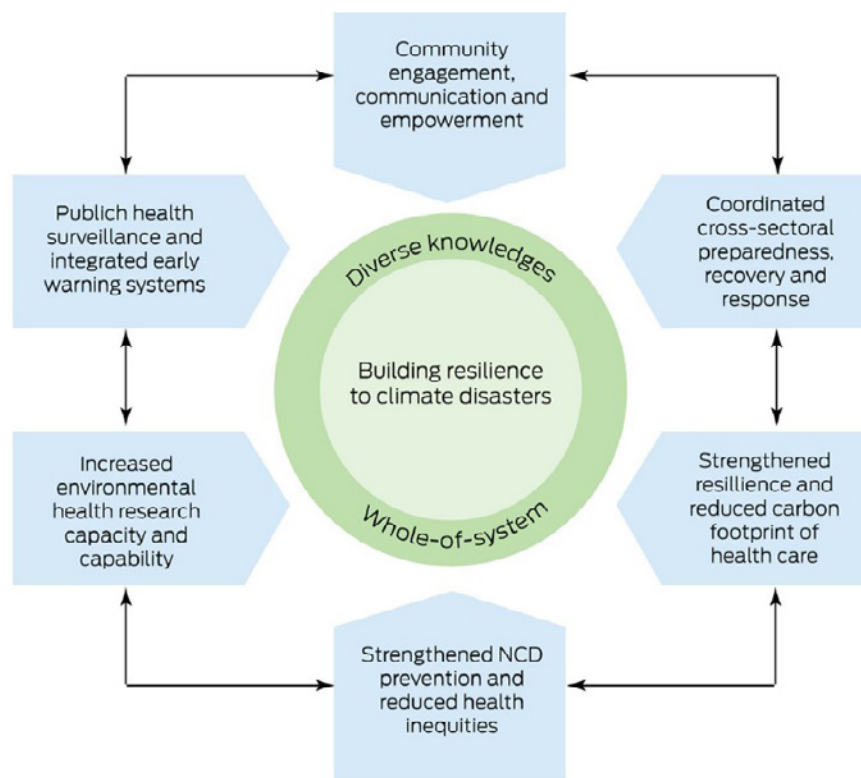 Community
engagement,
communication and
empowerment
Publich health
surveillance and
integrated early
warning systems
Coordinated
cross-sectoral
preparedness,
recovery and
response
Diverse knowledges
Building resilience
to climate disasters
Whole-of-system
Increased
environmental
health research
capacity and
capability
Strengthened
resillience and
reduced carbon
footprint of
health care
Strengthened NCD
prevention and
reduced health
inequities